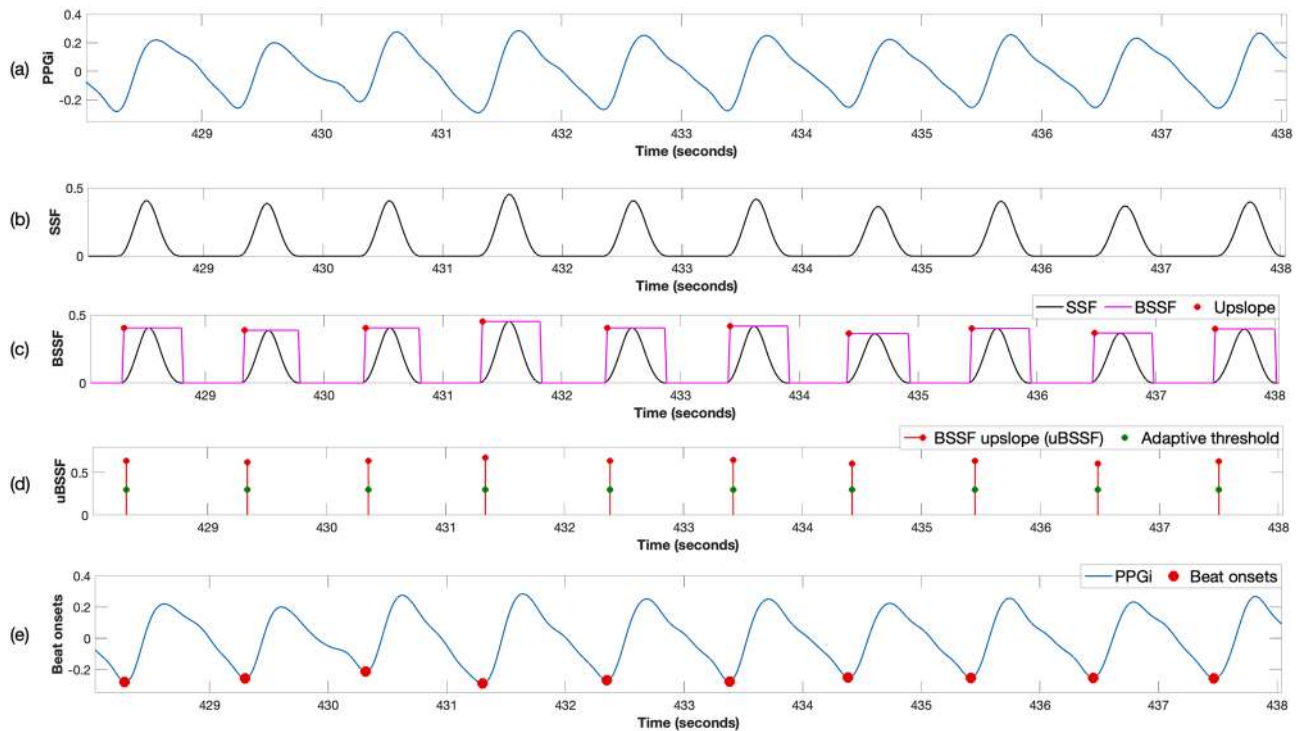 0.4
0.2
0
-0.2
(a)
PPGi
429 430 431 432 433 434 435 436 437 438
Time (seconds)
0.5
0
(b)
SSF
429 430 431 432 433 434 435 436 437 438
Time (seconds)
SSF BSSF Upslope
0.5
0
(c)
BSSF
429 430 431 432 433 434 435 436 437 438
Time (seconds)
BSSF upslope (uBSSF) Adaptive threshold
0.5
0
(d)
uBSSF
429 430 431 432 433 434 435 436 437 438
Time (seconds)
PPGi Beat onsets
0.4
0.2
0
-0.2
(e)
Beat onsets
429 430 431 432 433 434 435 436 437 438
Time (seconds)